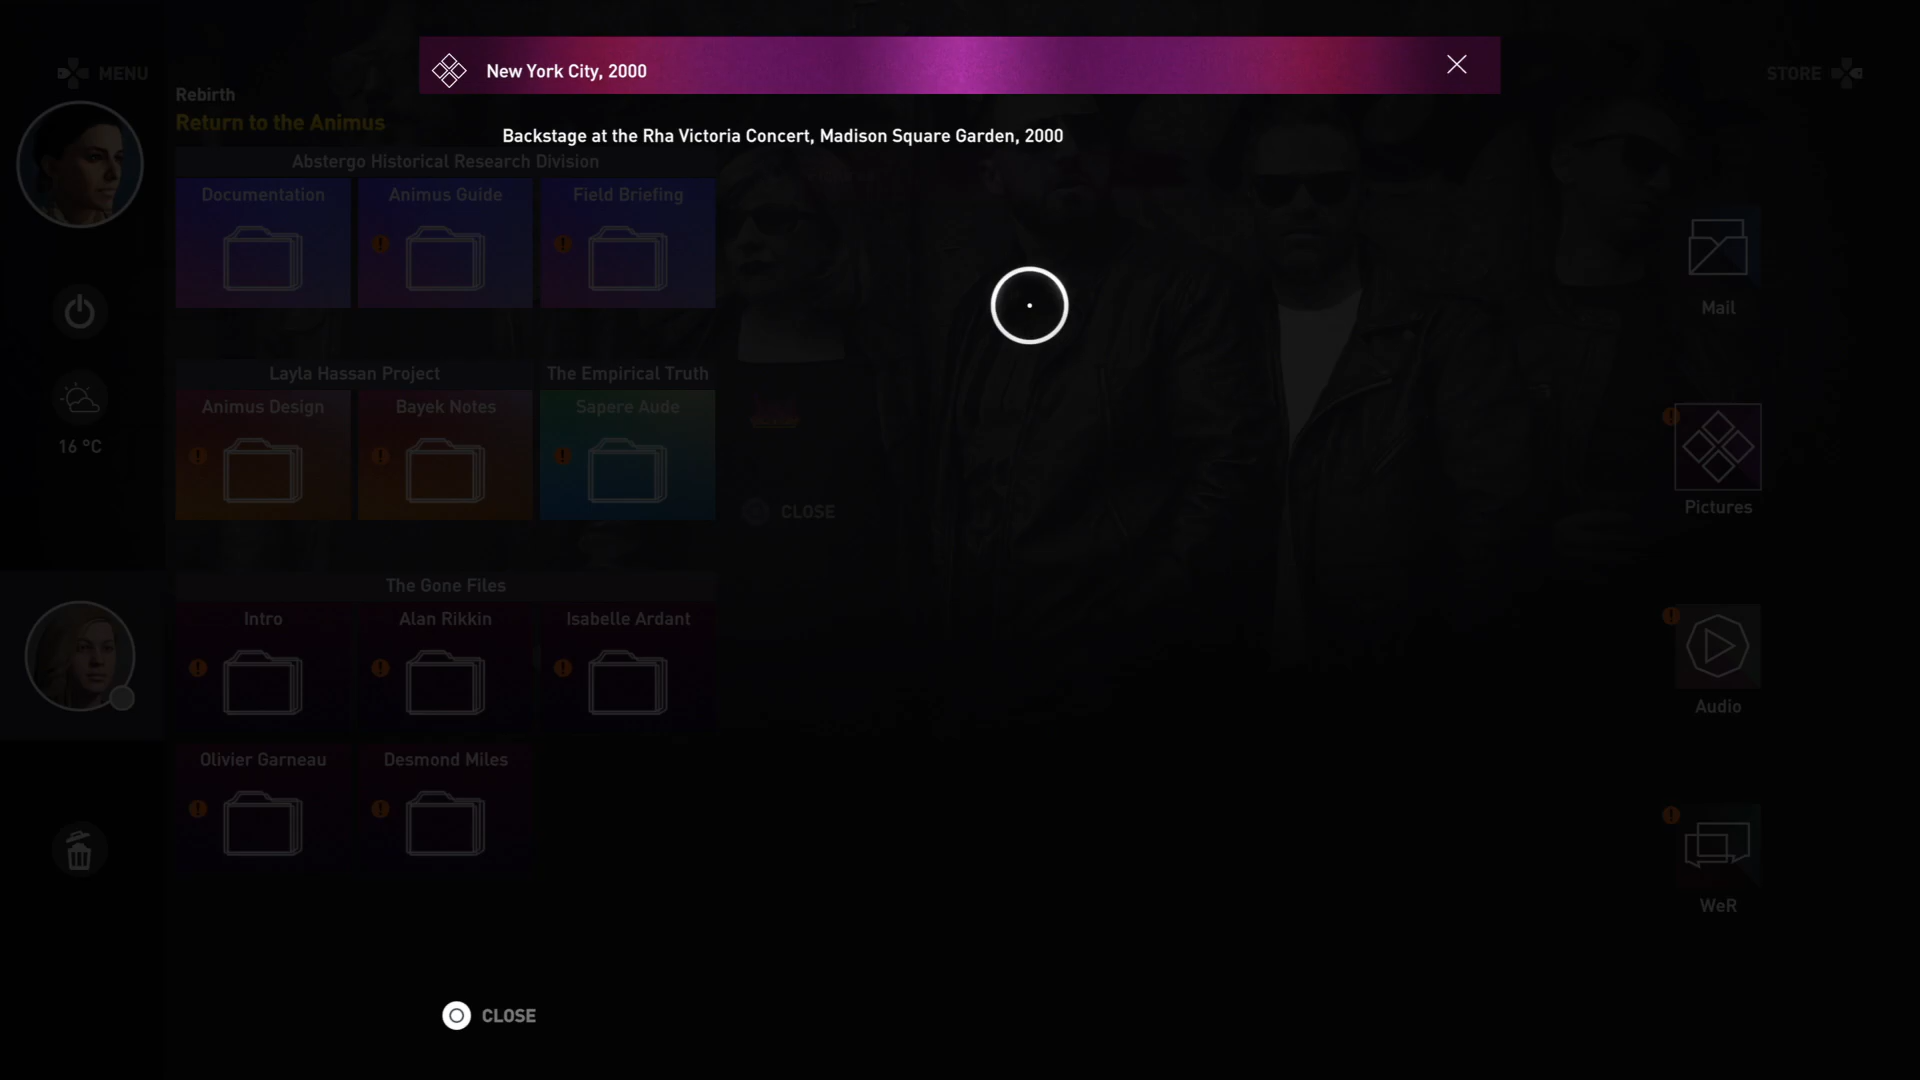 New York City, 2000
MENU
STORE
Rebirth
Return to the Animus
Backstage at the Rha Victoria Concert, Madison Square Garden, 2000
Abstergo Historical Research Division
Documentation
Animus Guide
Field Briefing
Mail
Layla Hassan Project
The Empirical Truth
Animus Design
Bayek Notes
Sapere Aude
16 °C
Pictures
CLOSE
The Gone Files
Intro
Alan Rikkin
Isabelle Ardant
Audio
Olivier Garneau
Desmond Miles
WeR
CLOSE